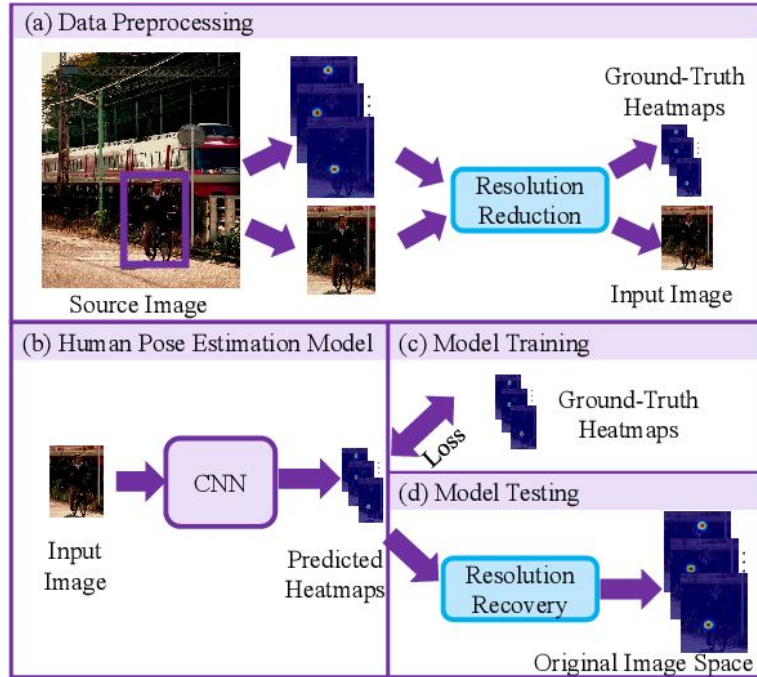 (a) Data Preprocessing
Ground-Truth
Heatmaps
Resolution
Reduction
Source Image
Input Image
(b) Human Pose Estimation Model
CNN
Input
Image
Predicted
Heatmaps
(c) Model Training
Loss
Ground-Truth
Heatmaps
(d) Model Testing
Resolution
Recovery
Original Image Space